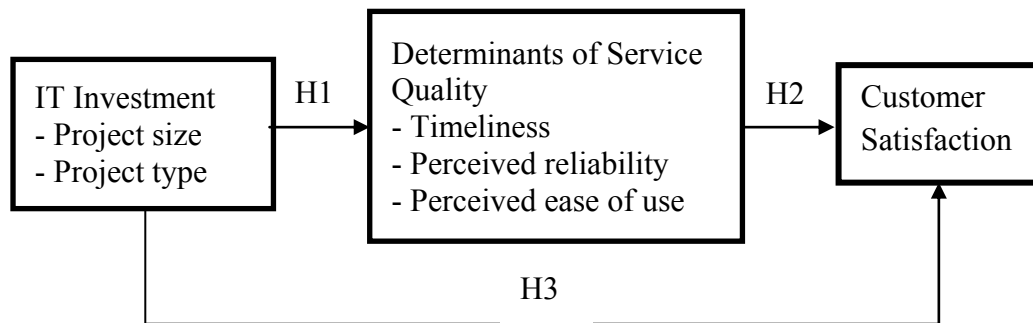 IT Investment
- Project size
- Project type
H1
Determinants of Service
Quality
- Timeliness
- Perceived reliability
- Perceived ease of use
H2
Customer
Satisfaction
H3